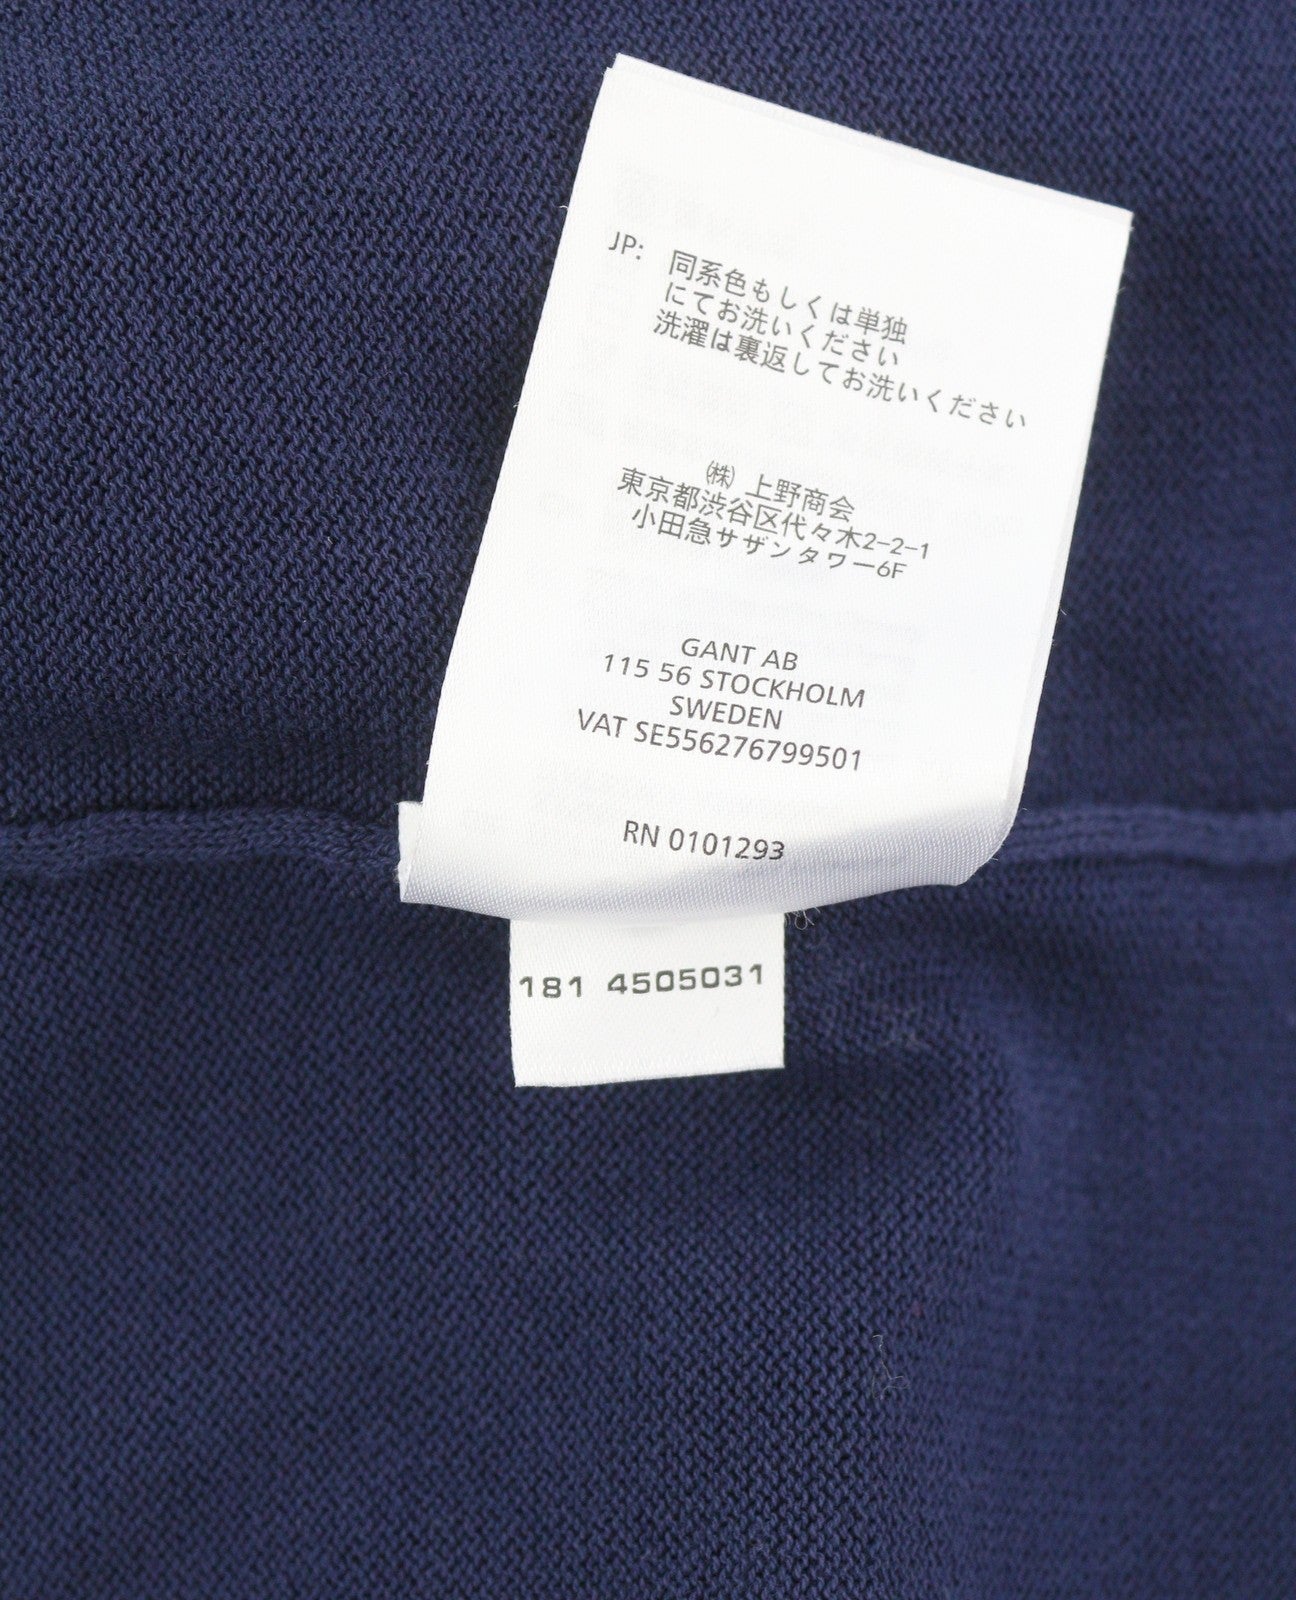 JP: 同系色もしくは単独
にてお洗いください
洗濯は裏返してお洗いください
㈱ 上野商会
東京都渋谷区代々木2-2-1
小田急サザンタワー6F
GANT AB
115 56 STOCKHOLM
SWEDEN
VAT SE556276799501
RN 0101293
181 4505031